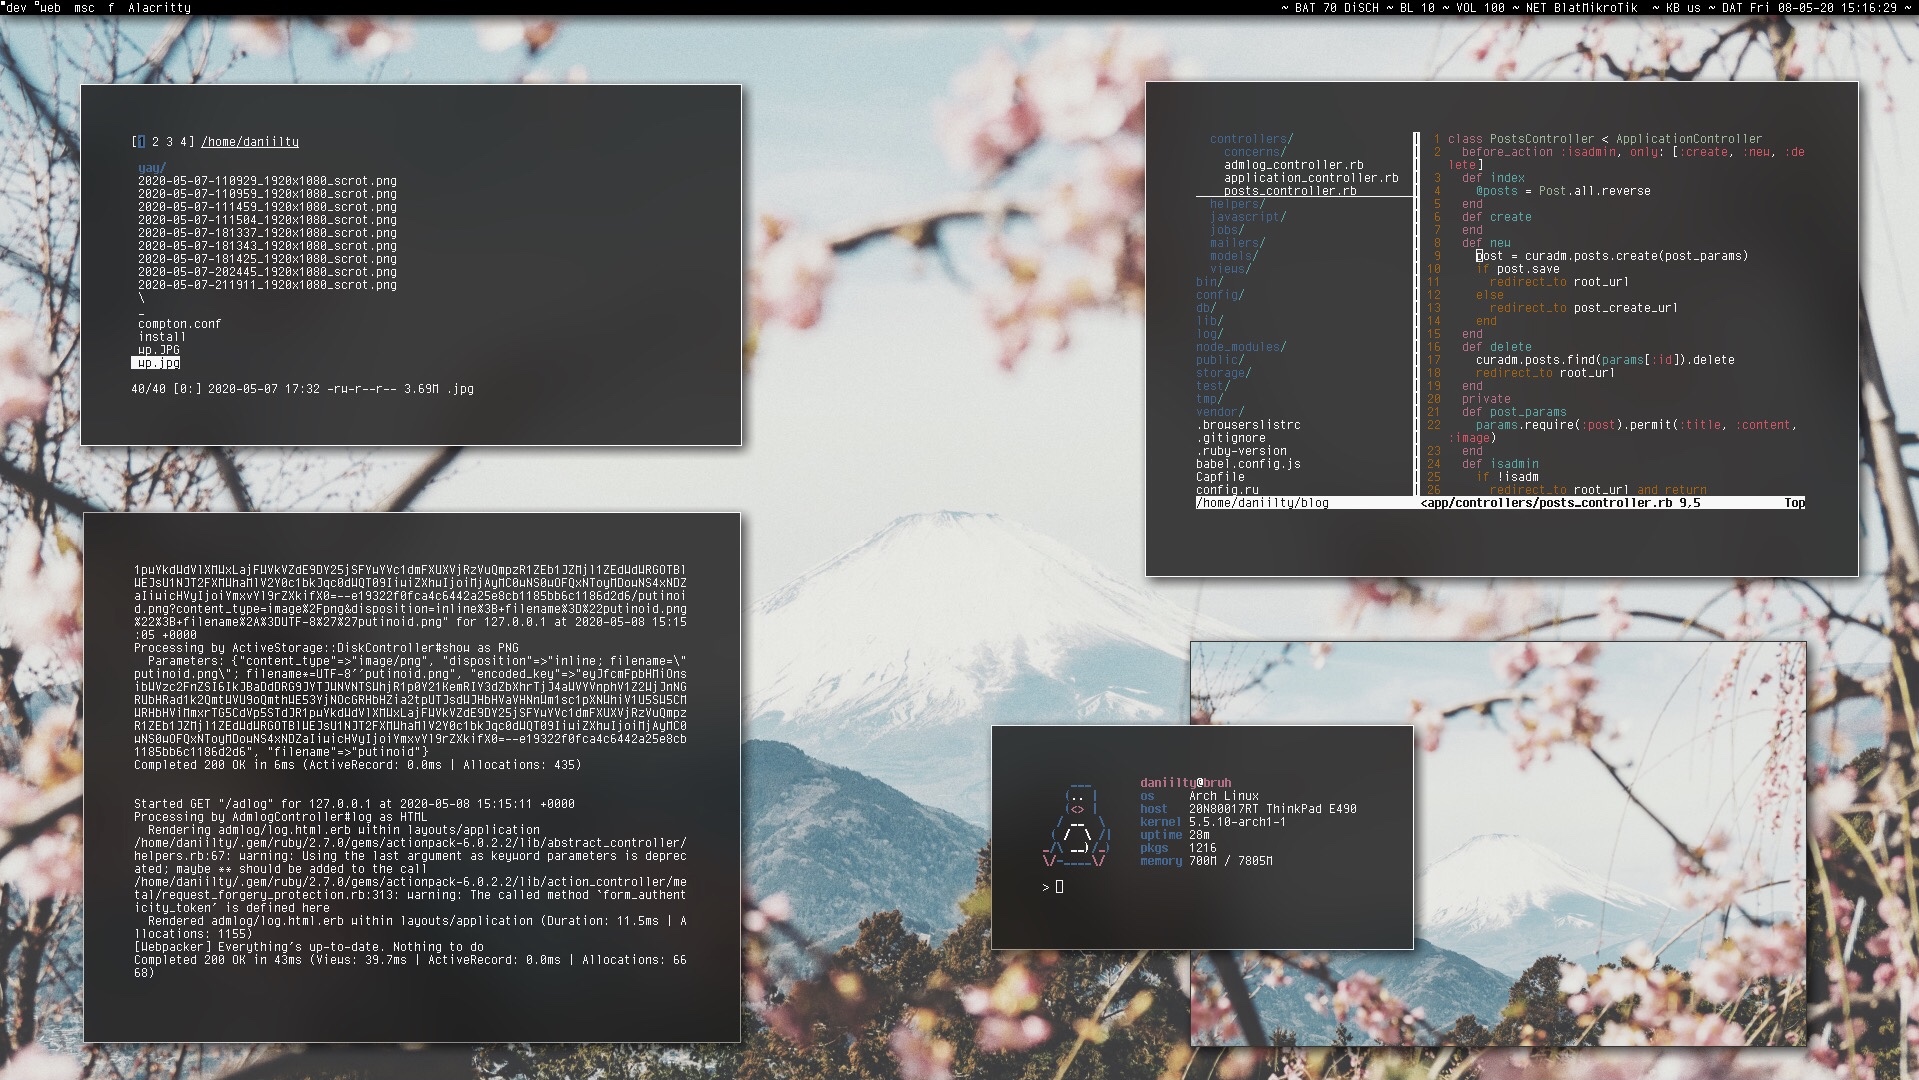 dev web msc f Alacritty
~ BAT 70 DiSCH ~ BL 10 ~ VOL 100 ~ NET BlatMikroTik ~ KB us ~ DAT Fri 08-05-20 15:16:29 ~
[1 2 3 4] /home/daniilty
yay/
2020-05-07-110929_1920x1080_scrot.png
2020-05-07-110959_1920x1080_scrot.png
2020-05-07-111459_1920x1080_scrot.png
2020-05-07-111504_1920x1080_scrot.png
2020-05-07-181337_1920x1080_scrot.png
2020-05-07-181343_1920x1080_scrot.png
2020-05-07-181425_1920x1080_scrot.png
2020-05-07-202445_1920x1080_scrot.png
2020-05-07-211911_1920x1080_scrot.png
\
_
compton.conf
install
wp.JPG
wp.jpg
40/40 [0:] 2020-05-07 17:32 -rw-r--r-- 3.69M .jpg
controllers/
concerns/
admlog_controller.rb
application_controller.rb
posts_controller.rb
helpers/
javascript/
jobs/
mailers/
models/
views/
bin/
config/
db/
lib/
log/
node_modules/
public/
storage/
test/
tmp/
vendor/
.browserslistrc
.gitignore
.ruby-version
babel.config.js
Capfile
config.ru
/home/daniilty/blog
1 class PostsController < ApplicationController
2   before_action :isadmin, only: [:create, :new, :de
lete]
3   def index
4     @posts = Post.all.reverse
5   end
6   def create
7   end
8   def new
9     post = curadm.posts.create(post_params)
10     if post.save
11       redirect_to root_url
12     else
13       redirect_to post_create_url
14     end
15   end
16   def delete
17     curadm.posts.find(params[:id]).delete
18     redirect_to root_url
19   end
20   private
21   def post_params
22     params.require(:post).permit(:title, :content,
:image)
23   end
24   def isadmin
25     if !isadm
26       redirect_to root_url and return
<app/controllers/posts_controller.rb 9,5 Top
d.png?content_type=image%2Fpng&disposition=inline%3B+filename%3D%22putinoid.png
%22%3B+filename%2A%3DUTF-8%27%27putinoid.png" for 127.0.0.1 at 2020-05-08 15:15
:05 +0000
Processing by ActiveStorage::DiskController#show as PNG
Parameters: {"content_type"=>"image/png", "disposition"=>"inline; filename=\"
putinoid.png\"; filename*=UTF-8''putinoid.png",
"encoded_key"=>
1185bb6c1186d2d6", "filename"=>"putinoid"}
Completed 200 OK in 6ms (ActiveRecord: 0.0ms | Allocations: 435)
Started GET "/adlog" for 127.0.0.1 at 2020-05-08 15:15:11 +0000
Processing by AdmlogController#log as HTML
Rendering admlog/log.html.erb within layouts/application
/home/daniilty/.gem/ruby/2.7.0/gems/actionpack-6.0.2.2/lib/abstract_controller/
helpers.rb:67: warning: Using the last argument as keyword parameters is deprec
ated; maybe ** should be added to the call
/home/daniilty/.gem/ruby/2.7.0/gems/actionpack-6.0.2.2/lib/action_controller/me
tal/request_forgery_protection.rb:313: warning: The called method `form_authent
icity_token' is defined here
Rendered admlog/log.html.erb within layouts/application (Duration: 11.5ms | A
llocations: 1155)
[Webpacker] Everything's up-to-date. Nothing to do
Completed 200 OK in 43ms (Views: 39.7ms | ActiveRecord: 0.0ms | Allocations: 66
68)
daniilty@bruh
os Arch Linux
host 20N80017RT ThinkPad E490
kernel 5.5.10-arch1-1
uptime 28m
pkgs 1216
memory 700M / 7805M
>